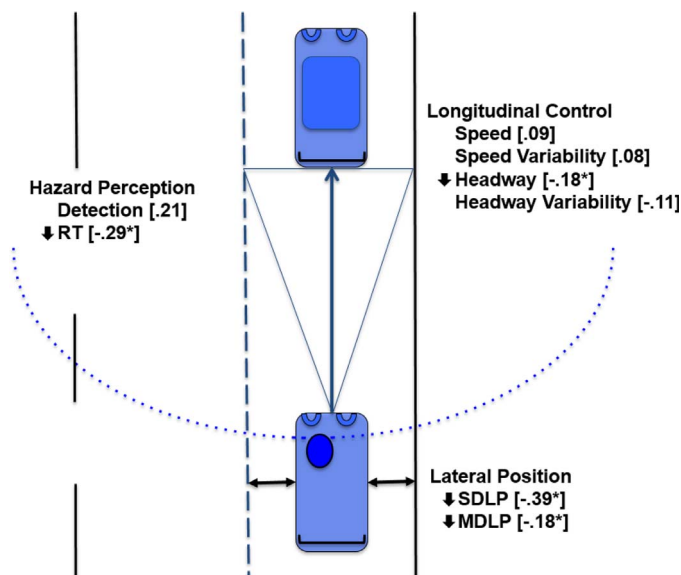 Longitudinal Control
Speed [.09]
Speed Variability [.08]
🡇 Headway [-.18*]
Headway Variability [-.11]
Hazard Perception
Detection [.21]
🡇 RT [-.29*]
Lateral Position
🡇 SDLP [-.39*]
🡇 MDLP [-.18*]